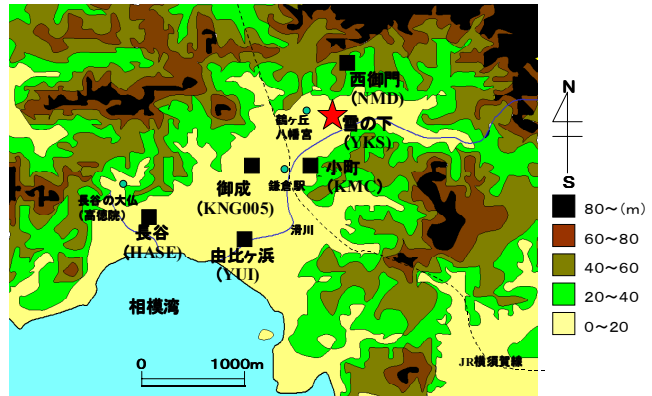 西御門
(NMD)
鶴ヶ丘
八幡宮
雪の下
(YKS)
小町
(KMC)
鎌倉駅
御成
(KNG005)
長谷の大仏
(高徳院)
長谷
(HASE)
由比ヶ浜
(YUI)
滑川
相模湾
JR横須賀線
0 1000m
N
S
80～(m)
60～80
40～60
20～40
0～20